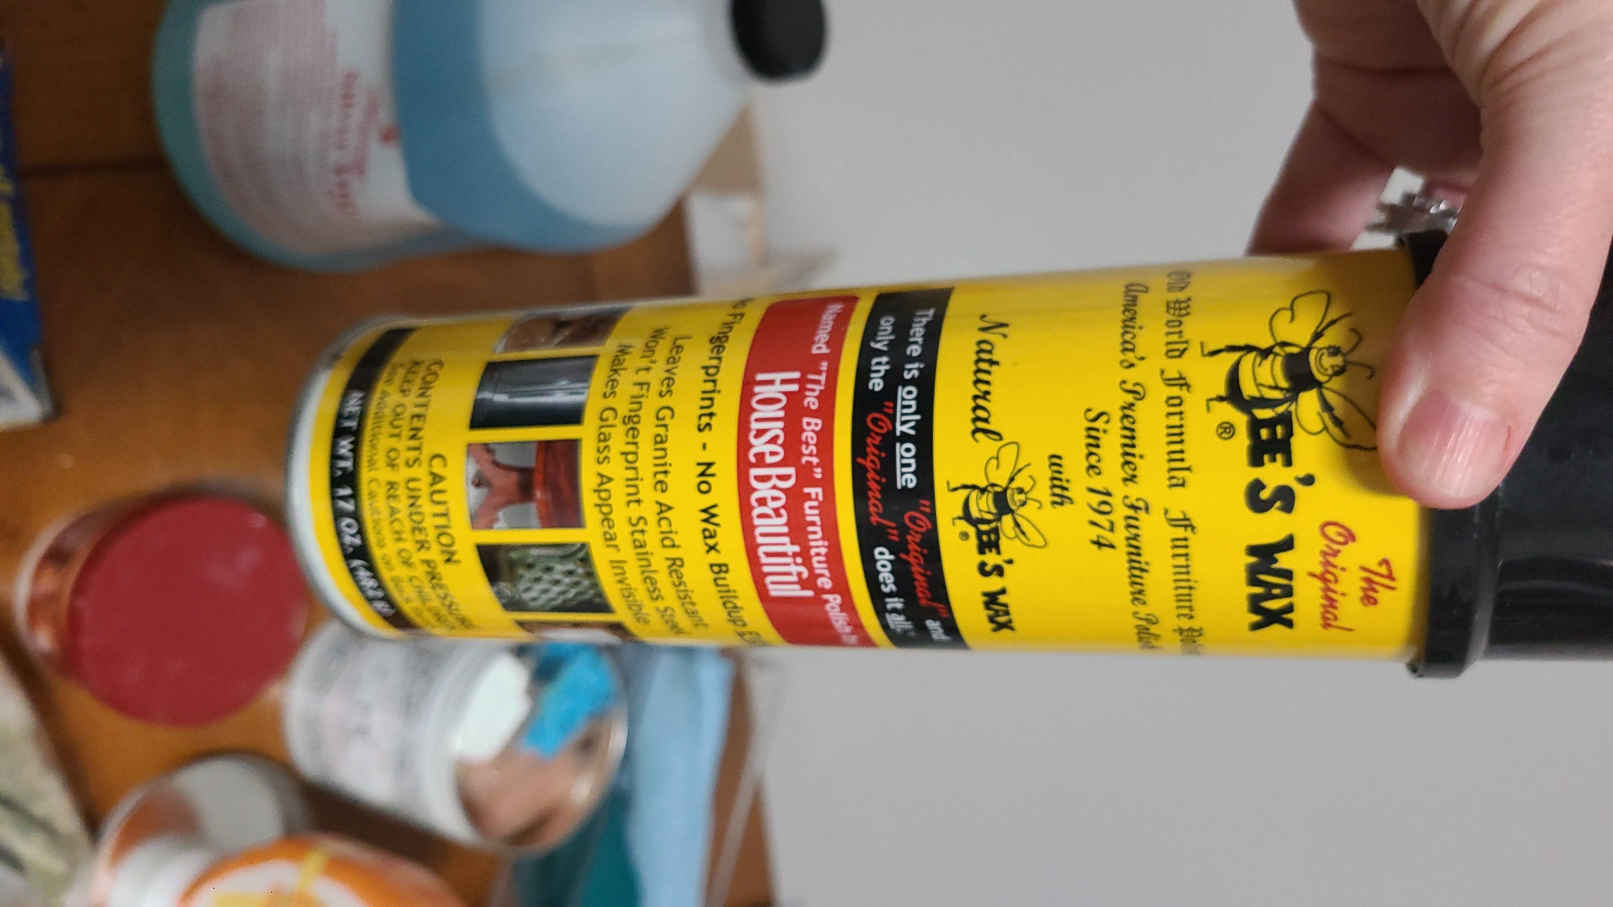 The
Original
BEE'S WAX
®
Old World Formula Furniture
America's Premier Furniture
Since 1974
with
Natural BEE'S WAX
®
There is only one "Original" and
only the "Original" does it all.
Named "The Best" Furniture Polish
House Beautiful
Fingerprints - No Wax Buildup
Leaves Granite Acid Resistant
Won't Fingerprint Stainless Steel
Makes Glass Appear Invisible
CAUTION
CONTENTS UNDER PRESSURE
KEEP OUT OF REACH OF
NET WT. 17 OZ.